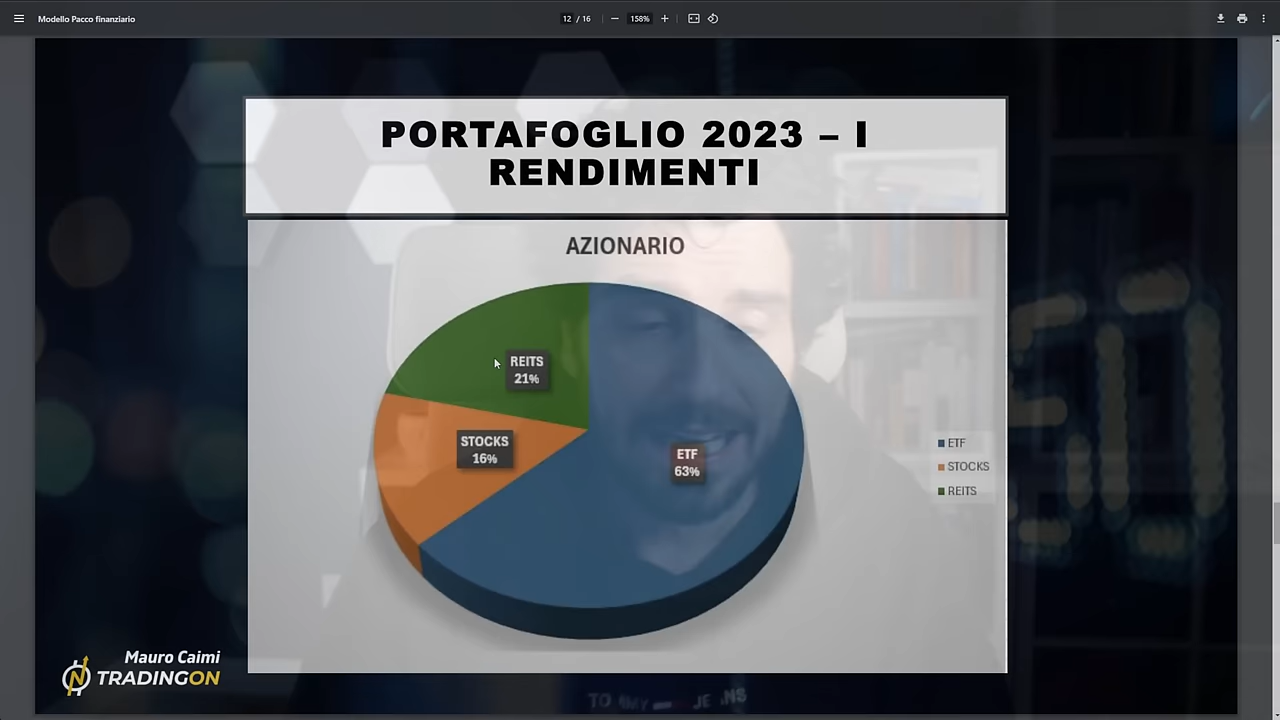 Modello Pacco finanziario
12 / 16
158%
PORTAFOGLIO 2023 – I
RENDIMENTI
AZIONARIO
REITS
21%
STOCKS
16%
ETF
63%
ETF
STOCKS
REITS
Mauro Caimi
TRADINGON